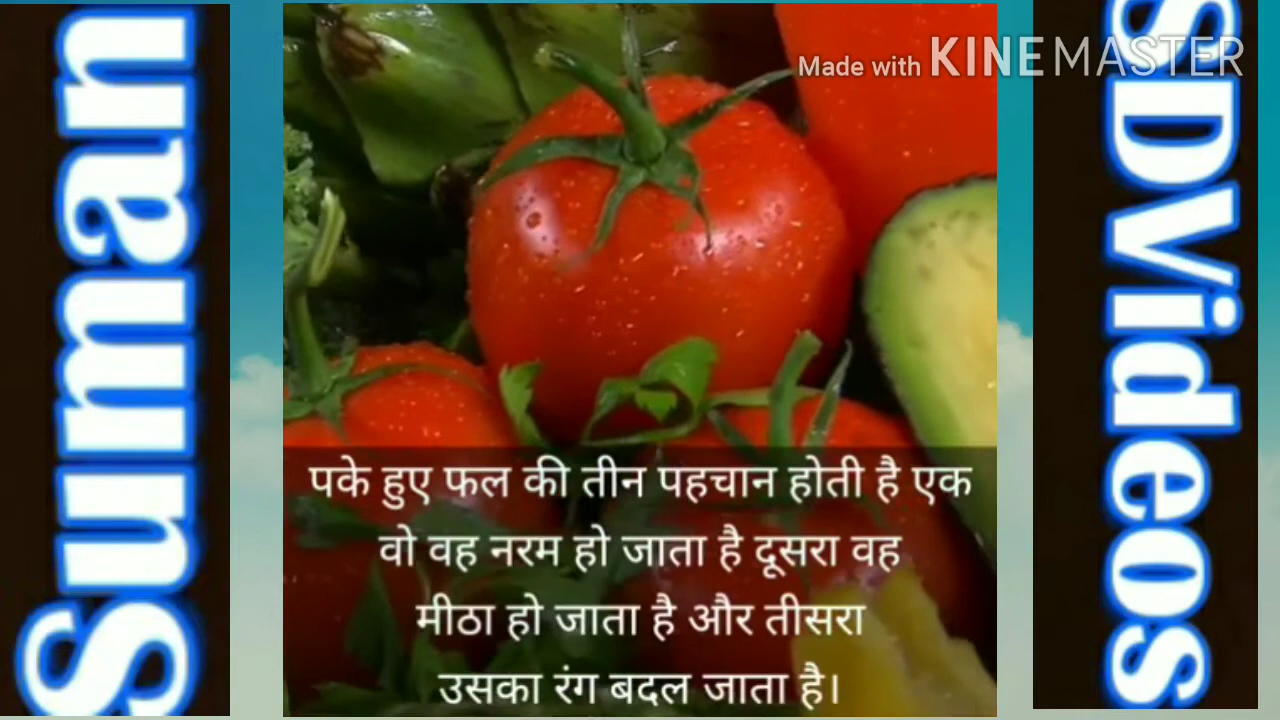 Suman
Made with KINEMASTER
SDVideos
पके हुए फल की तीन पहचान होती है एक
वो वह नरम हो जाता है दूसरा वह
मीठा हो जाता है और तीसरा
उसका रंग बदल जाता है।